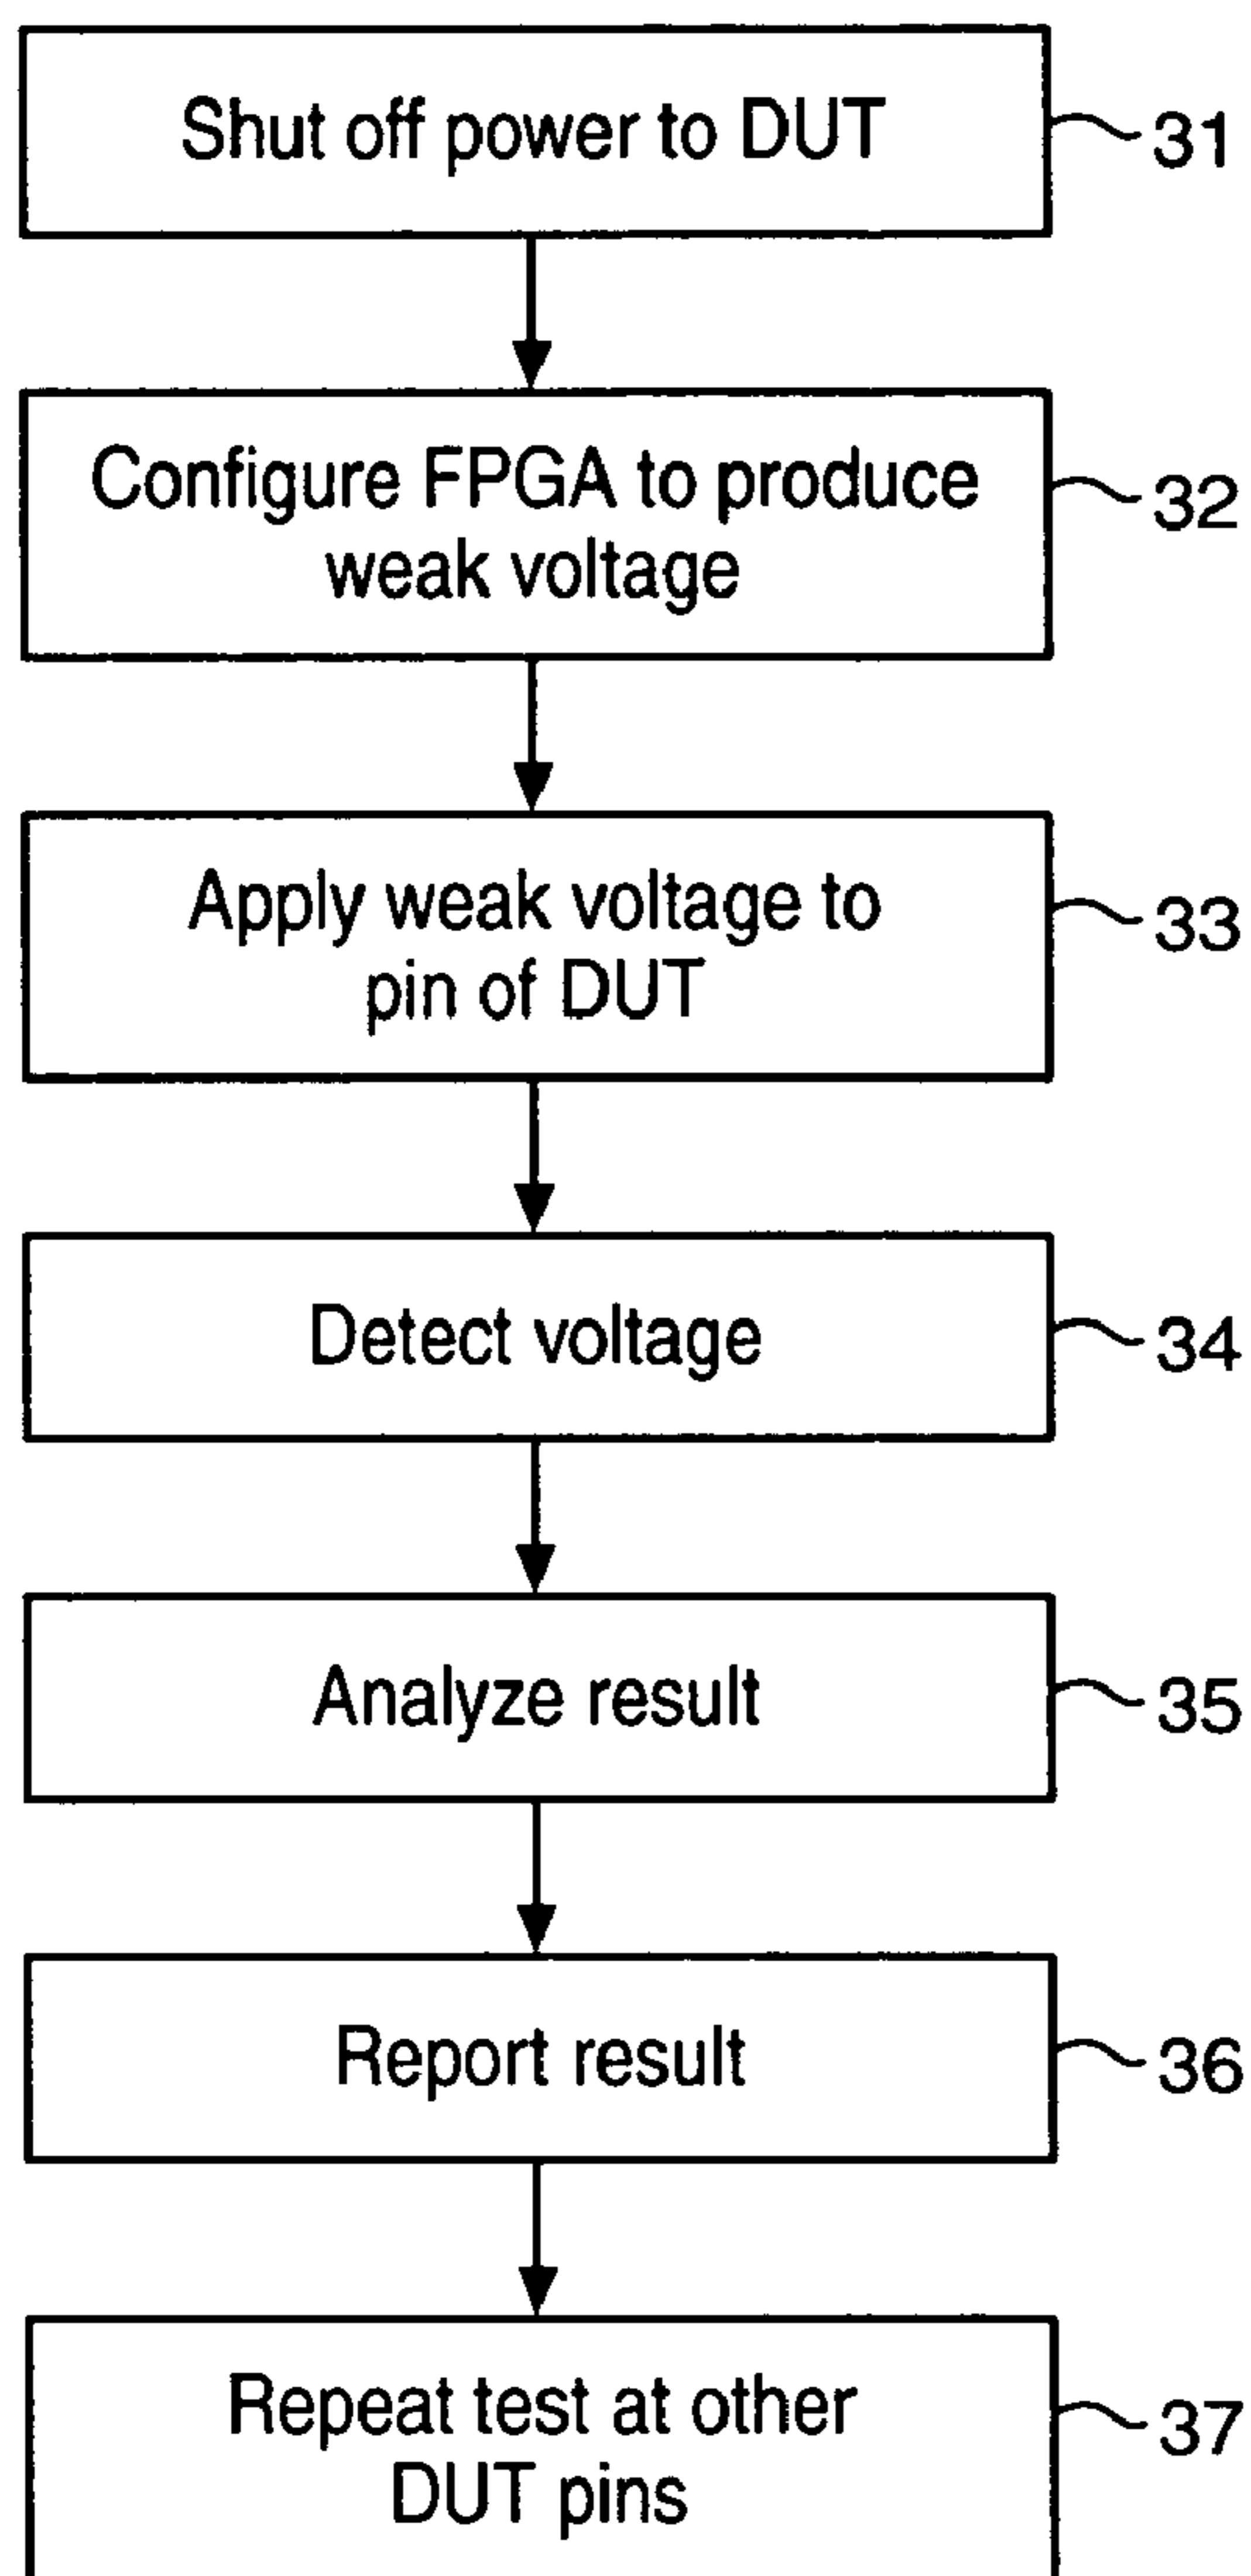 Shut off power to DUT
31
Configure FPGA to produce
weak voltage
32
Apply weak voltage to
pin of DUT
33
Detect voltage
34
Analyze result
35
Report result
36
Repeat test at other
DUT pins
37